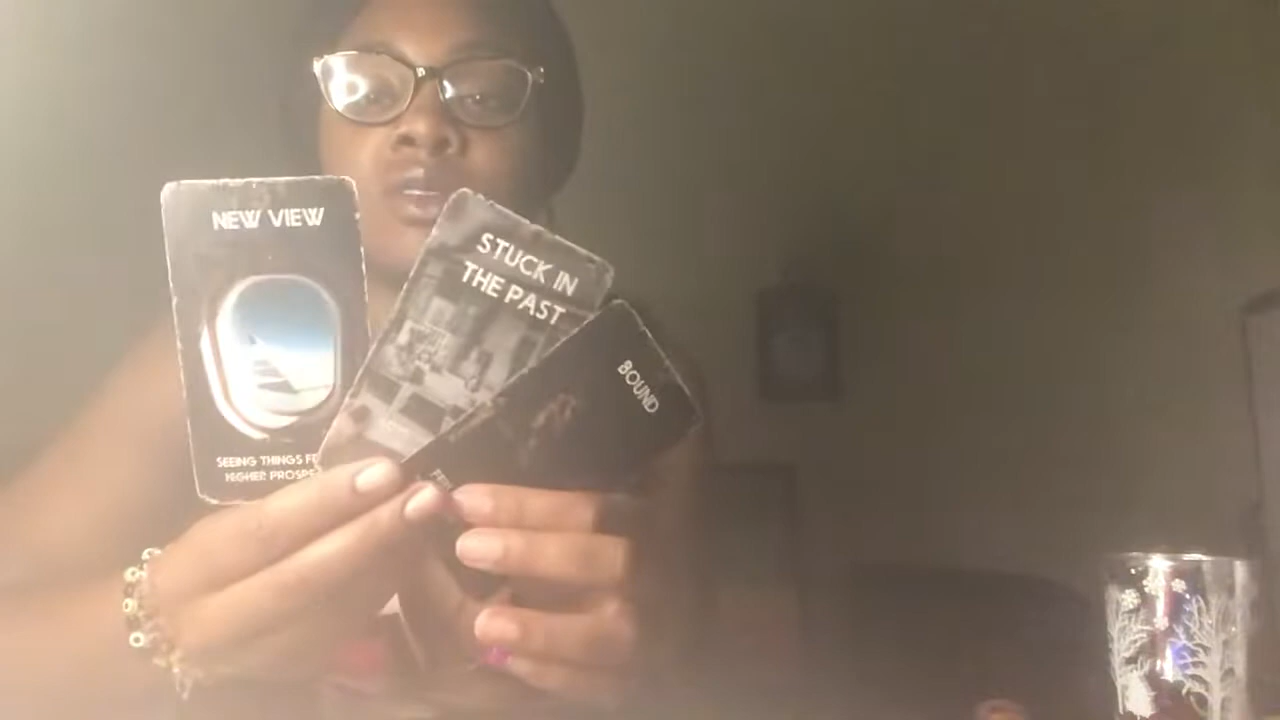 NEW VIEW
SEEING THINGS
HIGHER
STUCK IN
THE PAST
BOUND